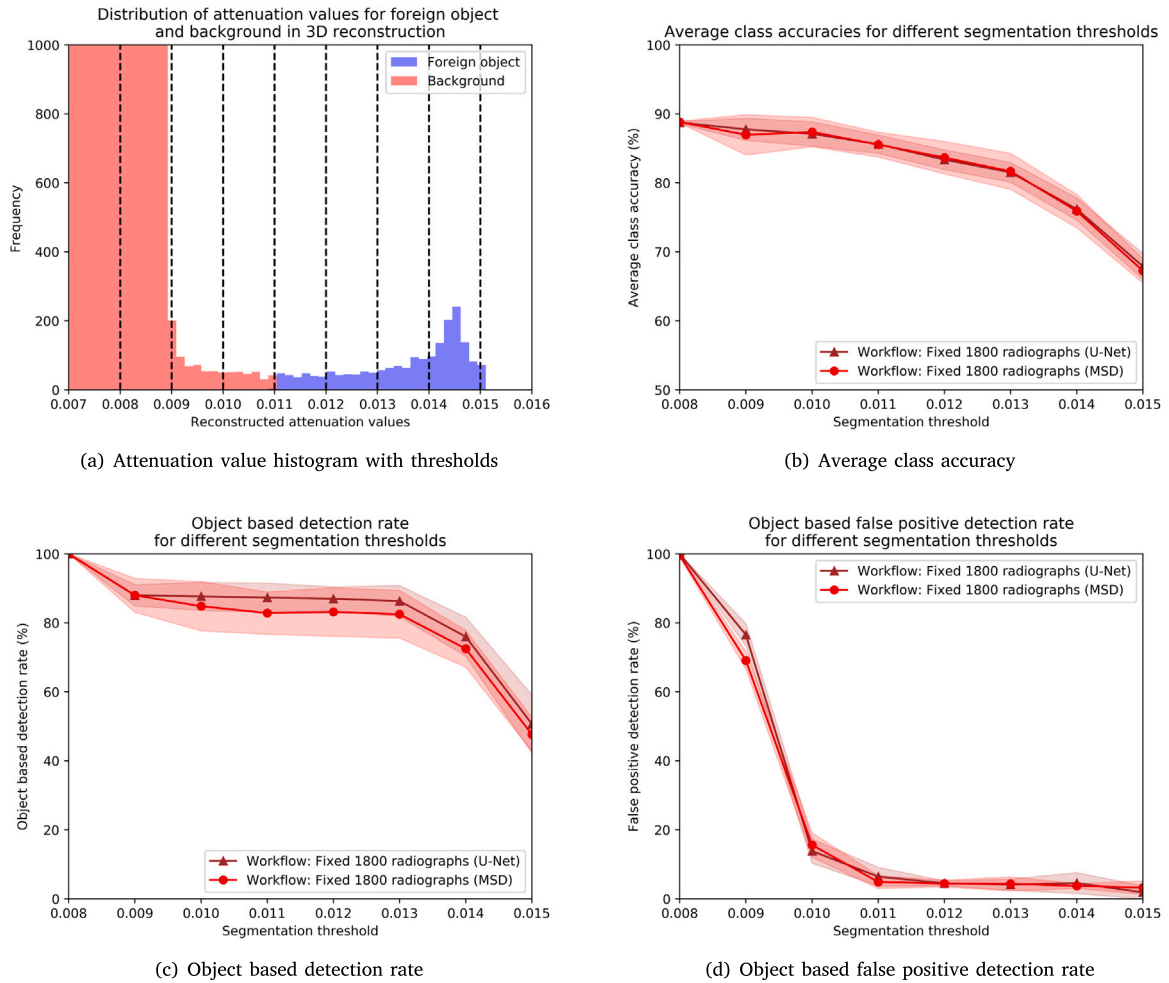 Distribution of attenuation values for foreign object
and background in 3D reconstruction
1000
800
600
400
200
0
Frequency
Foreign object
Background
0.007 0.008 0.009 0.010 0.011 0.012 0.013 0.014 0.015 0.016
Reconstructed attenuation values
(a) Attenuation value histogram with thresholds
Average class accuracies for different segmentation thresholds
100
90
80
70
60
50
Average class accuracy (%)
Workflow: Fixed 1800 radiographs (U-Net)
Workflow: Fixed 1800 radiographs (MSD)
0.008 0.009 0.010 0.011 0.012 0.013 0.014 0.015
Segmentation threshold
(b) Average class accuracy
Object based detection rate
for different segmentation thresholds
100
80
60
40
20
0
Object based detection rate (%)
Workflow: Fixed 1800 radiographs (U-Net)
Workflow: Fixed 1800 radiographs (MSD)
0.008 0.009 0.010 0.011 0.012 0.013 0.014 0.015
Segmentation threshold
(c) Object based detection rate
Object based false positive detection rate
for different segmentation thresholds
100
80
60
40
20
0
False positive detection rate (%)
Workflow: Fixed 1800 radiographs (U-Net)
Workflow: Fixed 1800 radiographs (MSD)
0.008 0.009 0.010 0.011 0.012 0.013 0.014 0.015
Segmentation threshold
(d) Object based false positive detection rate